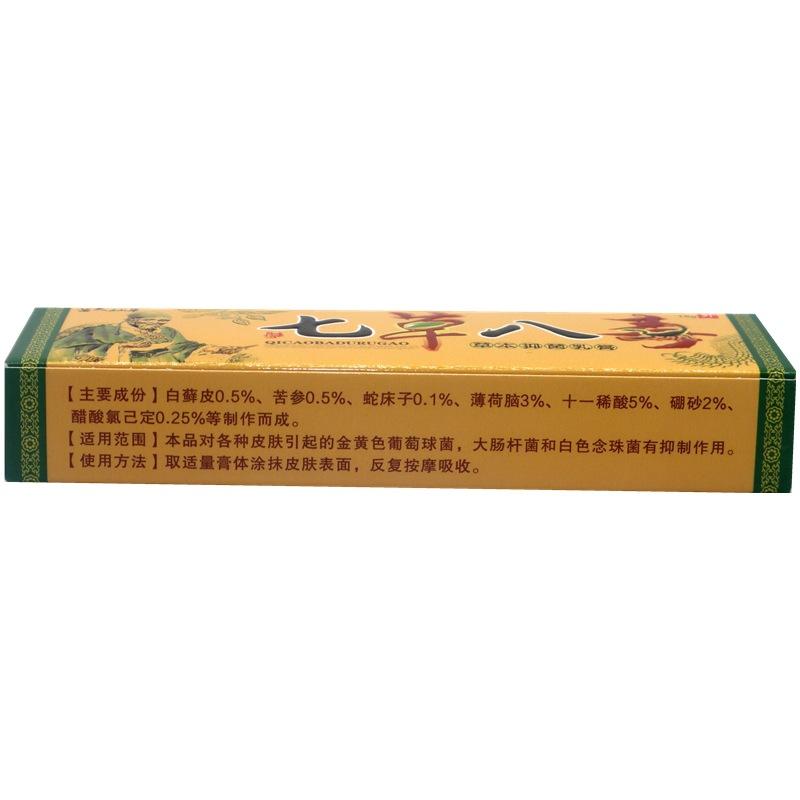 七草八毒
QICAOBADURUGAO
草本抑菌乳膏
【主要成份】白藓皮0.5%、苦参0.5%、蛇床子0.1%、薄荷脑3%、十一稀酸5%、硼砂2%、
醋酸氯己定0.25%等制作而成。
【适用范围】本品对各种皮肤引起的金黄色葡萄球菌，大肠杆菌和白色念珠菌有抑制作用。
【使用方法】取适量膏体涂抹皮肤表面，反复按摩吸收。